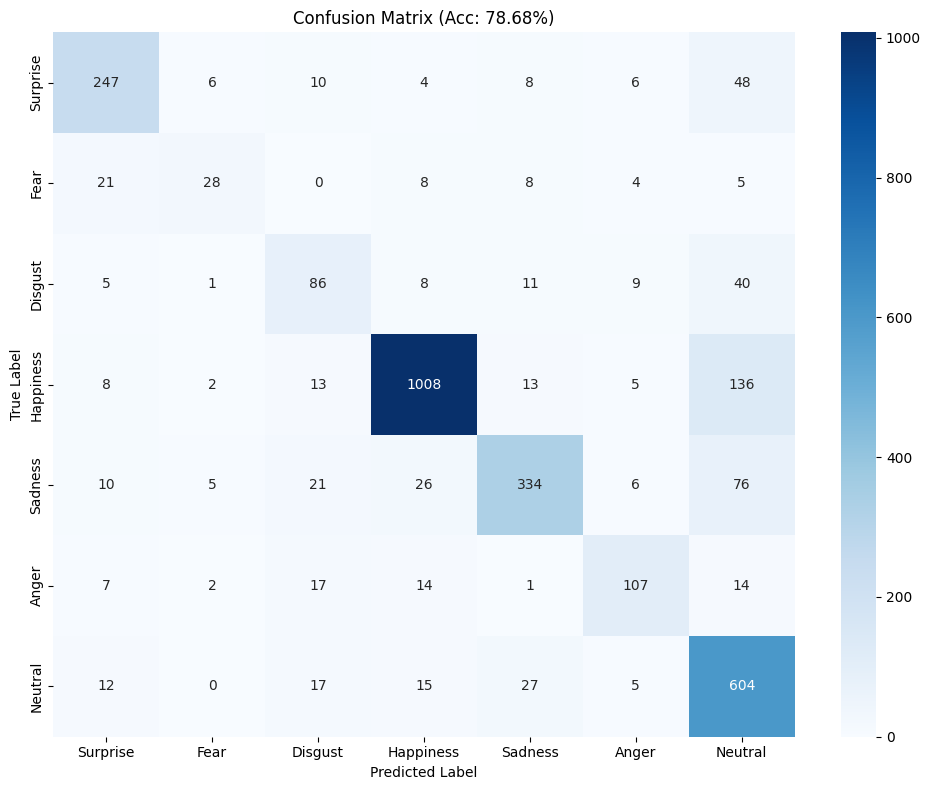 Confusion Matrix (Acc: 78.68%)
True Label
Surprise 247 6 10 4 8 6 48
Fear 21 28 0 8 8 4 5
Disgust 5 1 86 8 11 9 40
Happiness 8 2 13 1008 13 5 136
Sadness 10 5 21 26 334 6 76
Anger 7 2 17 14 1 107 14
Neutral 12 0 17 15 27 5 604
Surprise Fear Disgust Happiness Sadness Anger Neutral
Predicted Label
1000
800
600
400
200
0